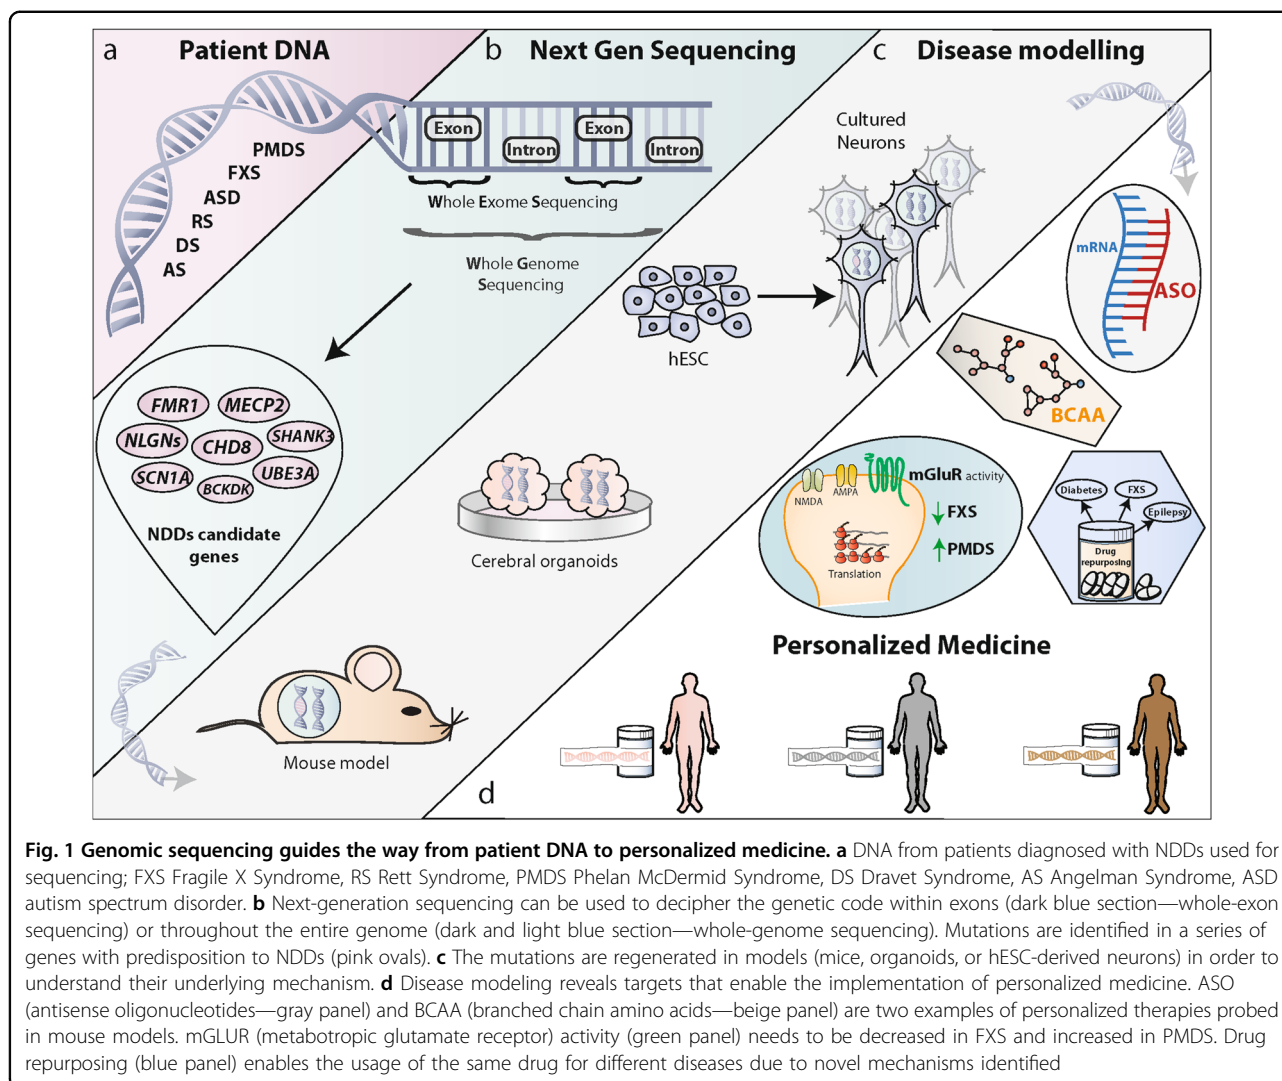 a
Patient DNA
b
Next Gen Sequencing
c
Disease modelling
PMDS
FXS
ASD
RS
DS
AS
Exon
Intron
Exon
Intron
Whole Exome Sequencing
Whole Genome
Sequencing
FMR1
MECP2
NLGNs
CHD8
SHANK3
SCN1A
BCKDK
UBE3A
NDDs candidate
genes
Cultured
Neurons
hESC
Cerebral organoids
Mouse model
mRNA
ASO
BCAA
NMDA
AMPA
mGluR activity
FXS
PMDS
Translation
Diabetes
FXS
Epilepsy
Drug
repurposing
Personalized Medicine
d
Fig. 1 Genomic sequencing guides the way from patient DNA to personalized medicine. a DNA from patients diagnosed with NDDs used for
sequencing; FXS Fragile X Syndrome, RS Rett Syndrome, PMDS Phelan McDermid Syndrome, DS Dravet Syndrome, AS Angelman Syndrome, ASD
autism spectrum disorder. b Next-generation sequencing can be used to decipher the genetic code within exons (dark blue section—whole-exon
sequencing) or throughout the entire genome (dark and light blue section—whole-genome sequencing). Mutations are identified in a series of
genes with predisposition to NDDs (pink ovals). c The mutations are regenerated in models (mice, organoids, or hESC-derived neurons) in order to
understand their underlying mechanism. d Disease modeling reveals targets that enable the implementation of personalized medicine. ASO
(antisense oligonucleotides—gray panel) and BCAA (branched chain amino acids—beige panel) are two examples of personalized therapies probed
in mouse models. mGLUR (metabotropic glutamate receptor) activity (green panel) needs to be decreased in FXS and increased in PMDS. Drug
repurposing (blue panel) enables the usage of the same drug for different diseases due to novel mechanisms identified